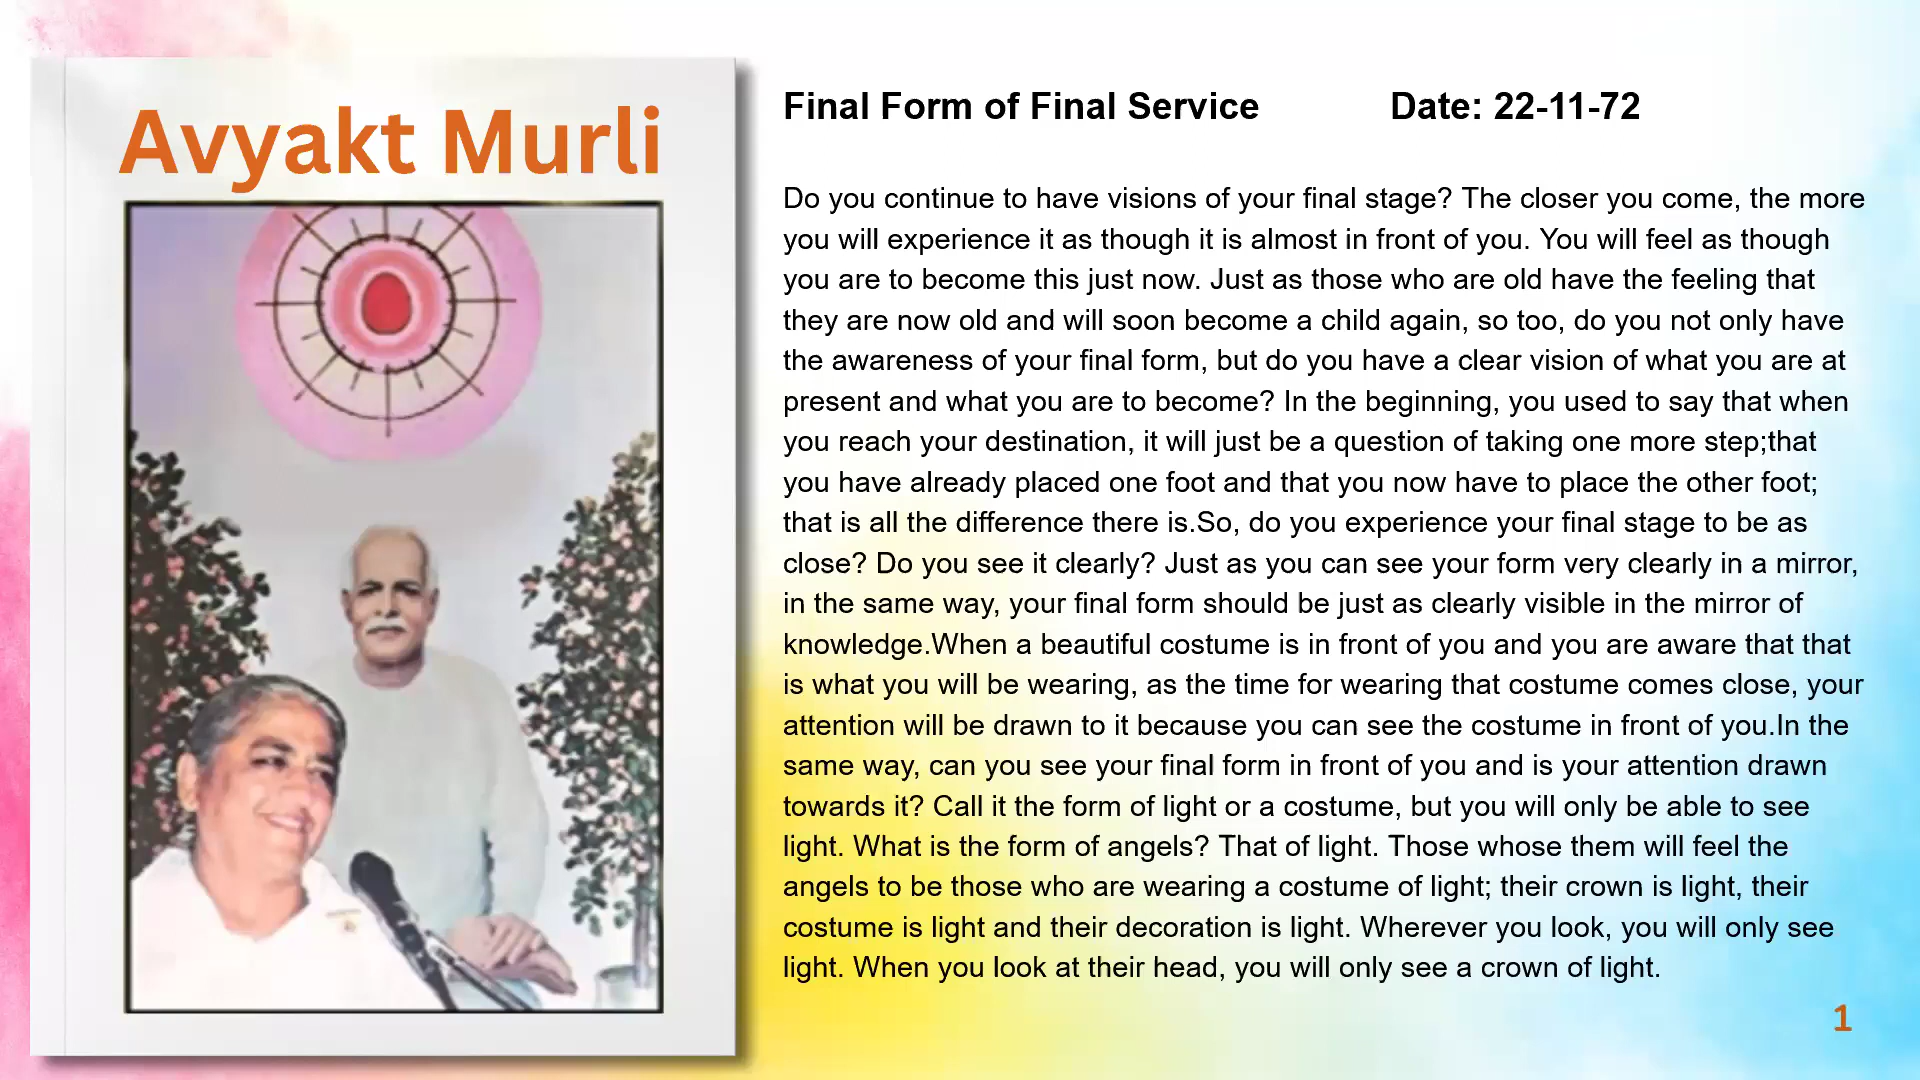 Avyakt Murli
Final Form of Final Service Date: 22-11-72
Do you continue to have visions of your final stage? The closer you come, the more
you will experience it as though it is almost in front of you. You will feel as though
you are to become this just now. Just as those who are old have the feeling that
they are now old and will soon become a child again, so too, do you not only have
the awareness of your final form, but do you have a clear vision of what you are at
present and what you are to become? In the beginning, you used to say that when
you reach your destination, it will just be a question of taking one more step;that
you have already placed one foot and that you now have to place the other foot;
that is all the difference there is.So, do you experience your final stage to be as
close? Do you see it clearly? Just as you can see your form very clearly in a mirror,
in the same way, your final form should be just as clearly visible in the mirror of
knowledge.When a beautiful costume is in front of you and you are aware that that
is what you will be wearing, as the time for wearing that costume comes close, your
attention will be drawn to it because you can see the costume in front of you.In the
same way, can you see your final form in front of you and is your attention drawn
towards it? Call it the form of light or a costume, but you will only be able to see
light. What is the form of angels? That of light. Those whose them will feel the
angels to be those who are wearing a costume of light; their crown is light, their
costume is light and their decoration is light. Wherever you look, you will only see
light. When you look at their head, you will only see a crown of light.
1